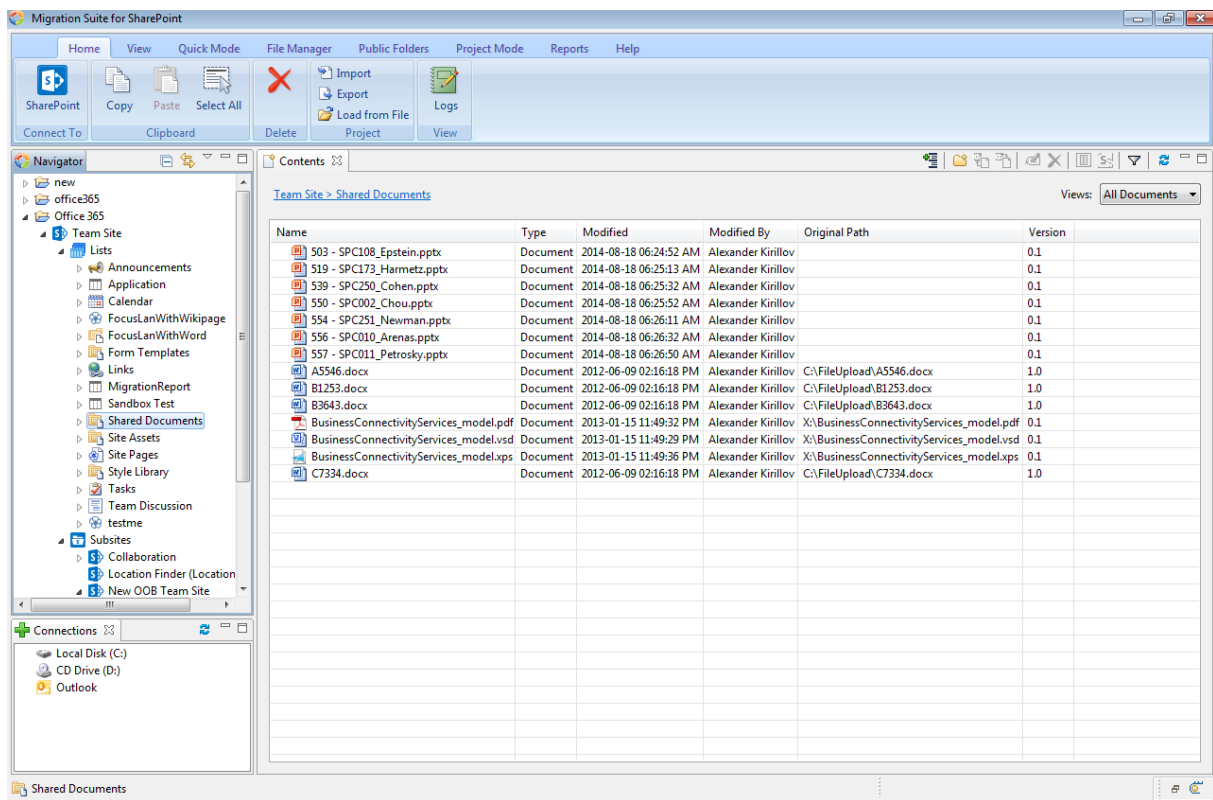 Migration Suite for SharePoint
Home View Quick Mode File Manager Public Folders Project Mode Reports Help
SharePoint Copy Paste Select All Import Export Load from File Logs
Connect To Clipboard Delete Project View
Navigator
new
office365
Office 365
Team Site
Lists
Announcements
Application
Calendar
FocusLanWithWikipage
FocusLanWithWord
Form Templates
Links
MigrationReport
Sandbox Test
Shared Documents
Site Assets
Site Pages
Style Library
Tasks
Team Discussion
testme
Subsites
Collaboration
Location Finder (Location
New OOB Team Site
Connections
Local Disk (C:)
CD Drive (D:)
Outlook
Contents
Team Site > Shared Documents Views: All Documents
Name Type Modified Modified By Original Path Version
503 - SPC108_Epstein.pptx Document 2014-08-18 06:24:52 AM Alexander Kirillov 0.1
519 - SPC173_Harmetz.pptx Document 2014-08-18 06:25:13 AM Alexander Kirillov 0.1
539 - SPC250_Cohen.pptx Document 2014-08-18 06:25:32 AM Alexander Kirillov 0.1
550 - SPC002_Chou.pptx Document 2014-08-18 06:25:52 AM Alexander Kirillov 0.1
554 - SPC251_Newman.pptx Document 2014-08-18 06:26:11 AM Alexander Kirillov 0.1
556 - SPC010_Arenas.pptx Document 2014-08-18 06:26:32 AM Alexander Kirillov 0.1
557 - SPC011_Petrosky.pptx Document 2014-08-18 06:26:50 AM Alexander Kirillov 0.1
A5546.docx Document 2012-06-09 02:16:18 PM Alexander Kirillov C:\FileUpload\A5546.docx 1.0
B1253.docx Document 2012-06-09 02:16:18 PM Alexander Kirillov C:\FileUpload\B1253.docx 1.0
B3643.docx Document 2012-06-09 02:16:18 PM Alexander Kirillov C:\FileUpload\B3643.docx 1.0
BusinessConnectivityServices_model.pdf Document 2013-01-15 11:49:32 PM Alexander Kirillov X:\BusinessConnectivityServices_model.pdf 0.1
BusinessConnectivityServices_model.vsd Document 2013-01-15 11:49:29 PM Alexander Kirillov X:\BusinessConnectivityServices_model.vsd 0.1
BusinessConnectivityServices_model.xps Document 2013-01-15 11:49:36 PM Alexander Kirillov X:\BusinessConnectivityServices_model.xps 0.1
C7334.docx Document 2012-06-09 02:16:18 PM Alexander Kirillov C:\FileUpload\C7334.docx 1.0
Shared Documents